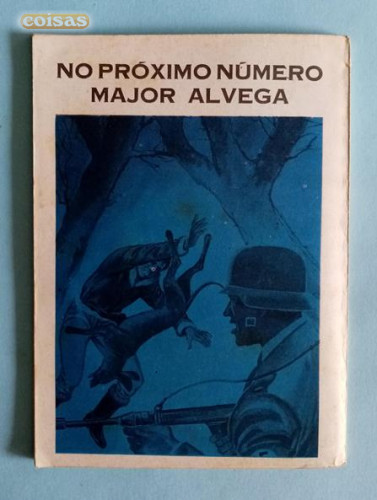 coisas
NO PRÓXIMO NÚMERO
MAJOR ALVEGA